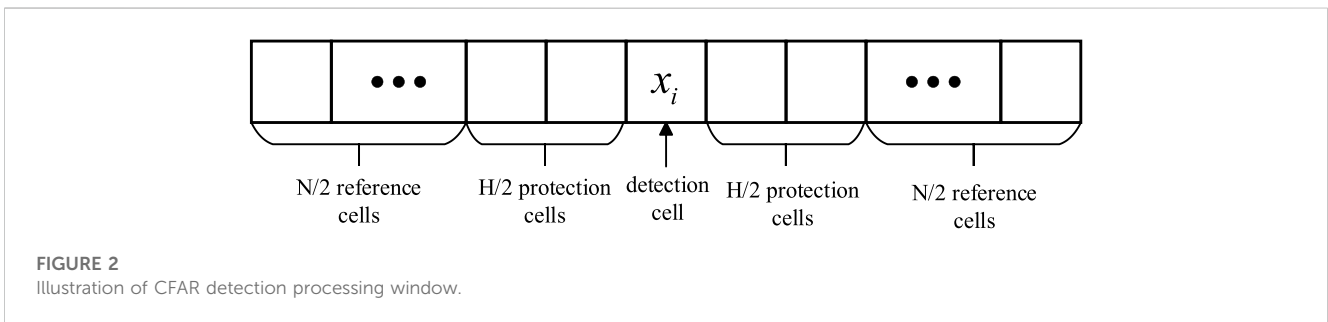 ••• x_i •••
N/2 reference cells
H/2 protection cells
detection cell
H/2 protection cells
N/2 reference cells
FIGURE 2
Illustration of CFAR detection processing window.